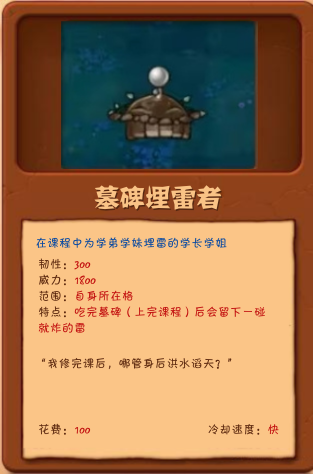 墓碑埋雷者
在课程中为学弟学妹埋雷的学长学姐
韧性：300
威力：1800
范围：自身所在格
特点：吃完墓碑（上完课程）后会留下一碰
就炸的雷
“我修完课后，哪管身后洪水滔天？”
花费：100
冷却速度：快